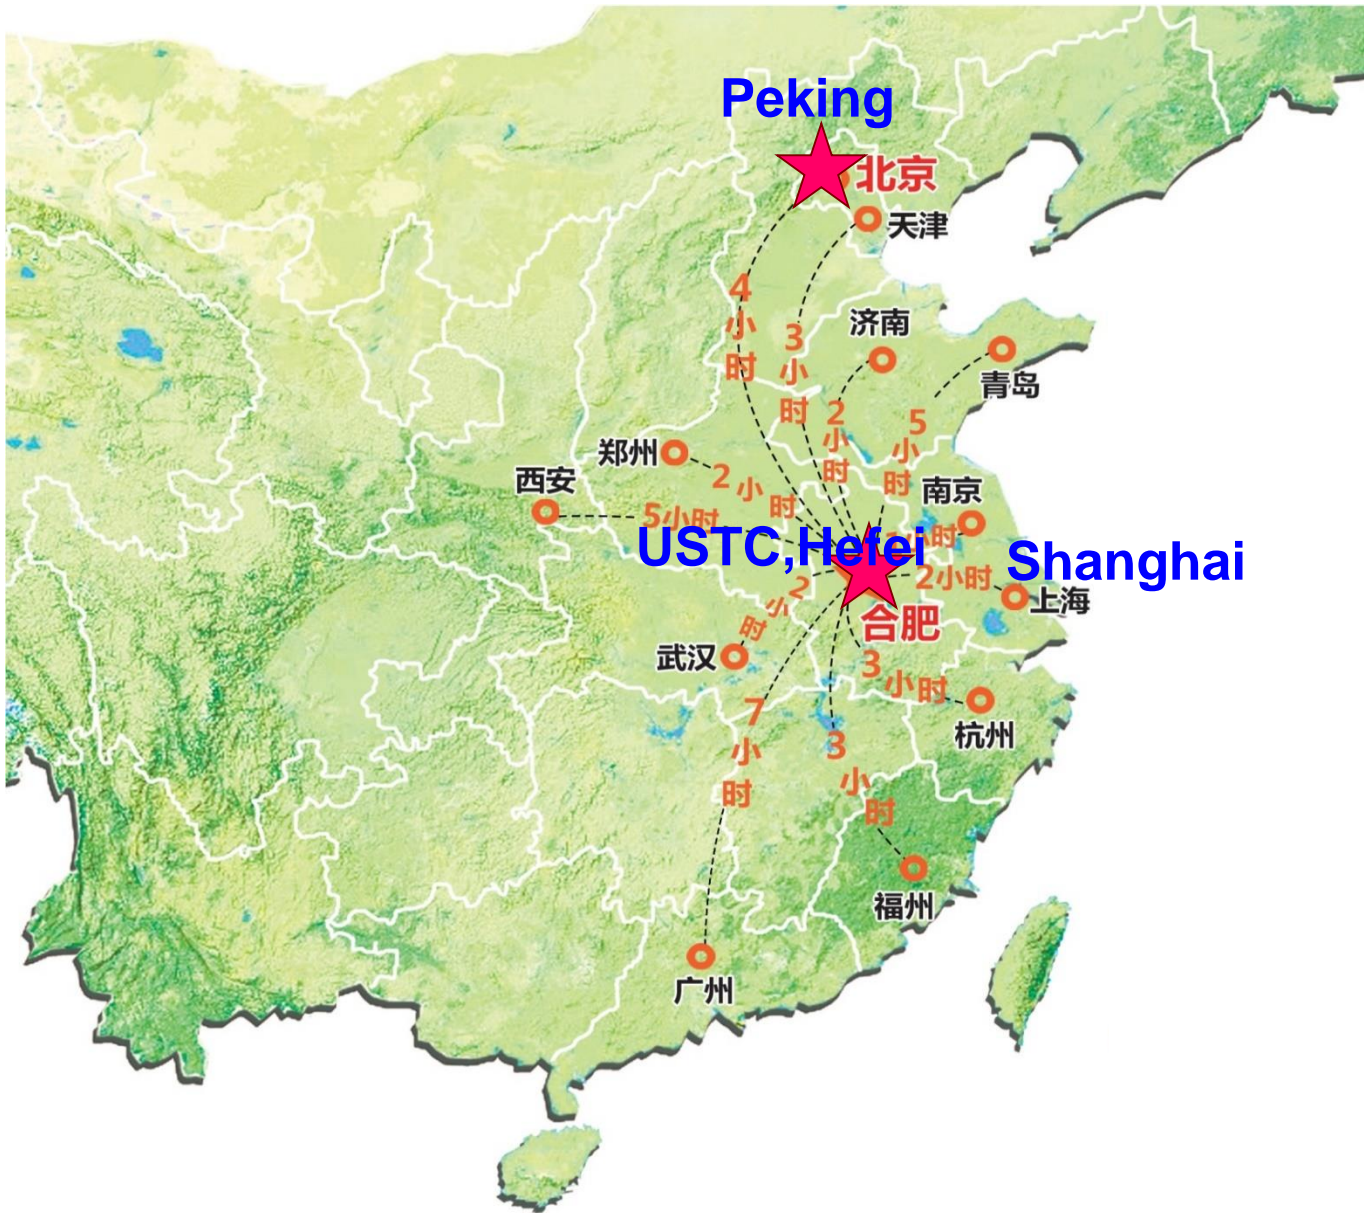 Peking
北京
天津
4小时
3小时
济南
2小时
青岛
5小时
郑州
2小时
西安
5小时
南京
小时
USTC,Hefei
Shanghai
2小时
上海
合肥
2小时
武汉
3小时
杭州
7小时
3小时
福州
广州